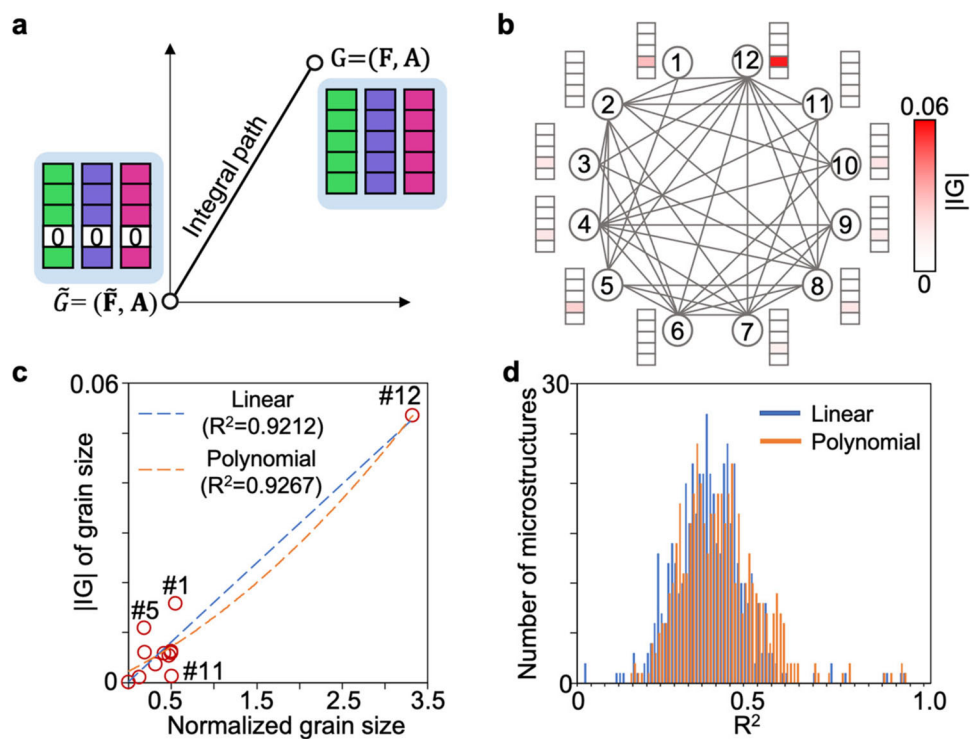 a
G=(F, A)
Integral path
0 0 0
G̃= (F̃, A)
b
1
12
2
11
3
10
4
9
5
8
6
7
0.06
|IG|
0
c
0.06
|IG| of grain size
0
Linear
(R²=0.9212)
Polynomial
(R²=0.9267)
#12
#1
#5
#11
0.5
1.5
2.5
3.5
Normalized grain size
d
30
Number of microstructures
0
Linear
Polynomial
0
0.5
1.0
R²